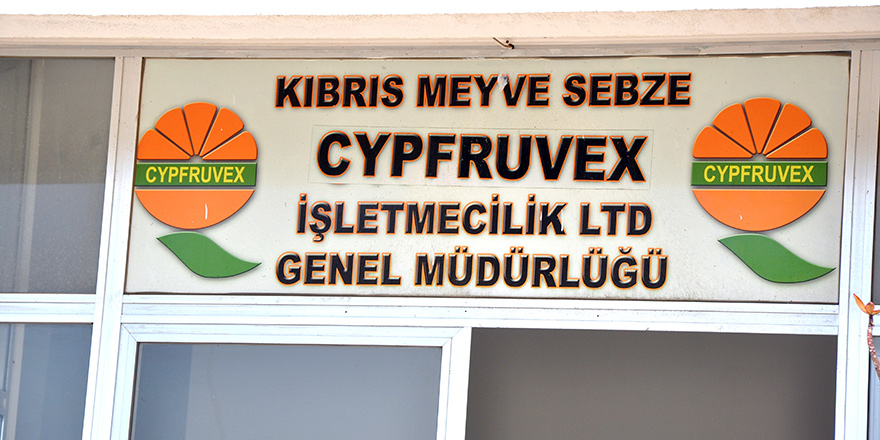 KIBRIS MEYVE SEBZE
CYPFRUVEX
CYPFRUVEX
CYPFRUVEX
İŞLETMECİLİK LTD
GENEL MÜDÜRLÜĞÜ